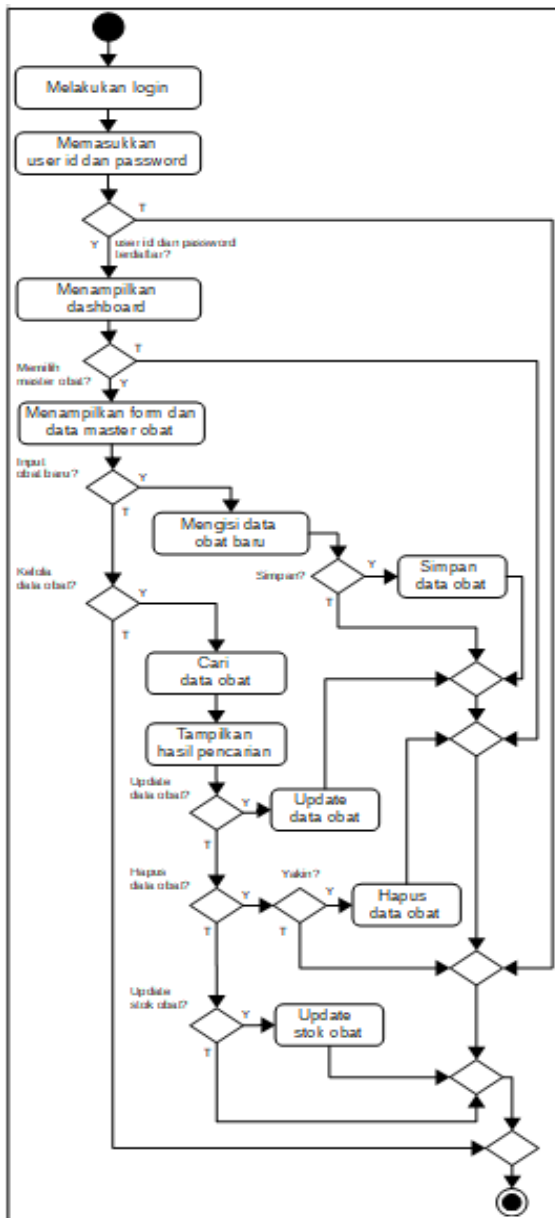 Melakukan login
Memasukkan
user id dan password
T
Y
user id dan password
terdaftar?
Menampilkan
dashboard
T
Memilih
master obat?
Y
Menampilkan form dan
data master obat
Input
obat baru?
Y
T
Mengisi data
obat baru
Simpan?
Y
T
Simpan
data obat
Kelola
data obat?
Y
T
Cari
data obat
Tampilkan
hasil pencarian
Update
data obat?
Y
T
Update
data obat
Hapus
data obat?
Y
T
Yakin?
Y
T
Hapus
data obat
Update
stok obat?
Y
T
Update
stok obat